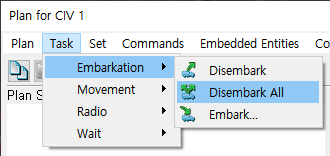 Plan for CIV 1
Plan Task Set Commands Embedded Entities
Embarkation
Movement
Radio
Wait
Disembark
Disembark All
Embark...
Plan